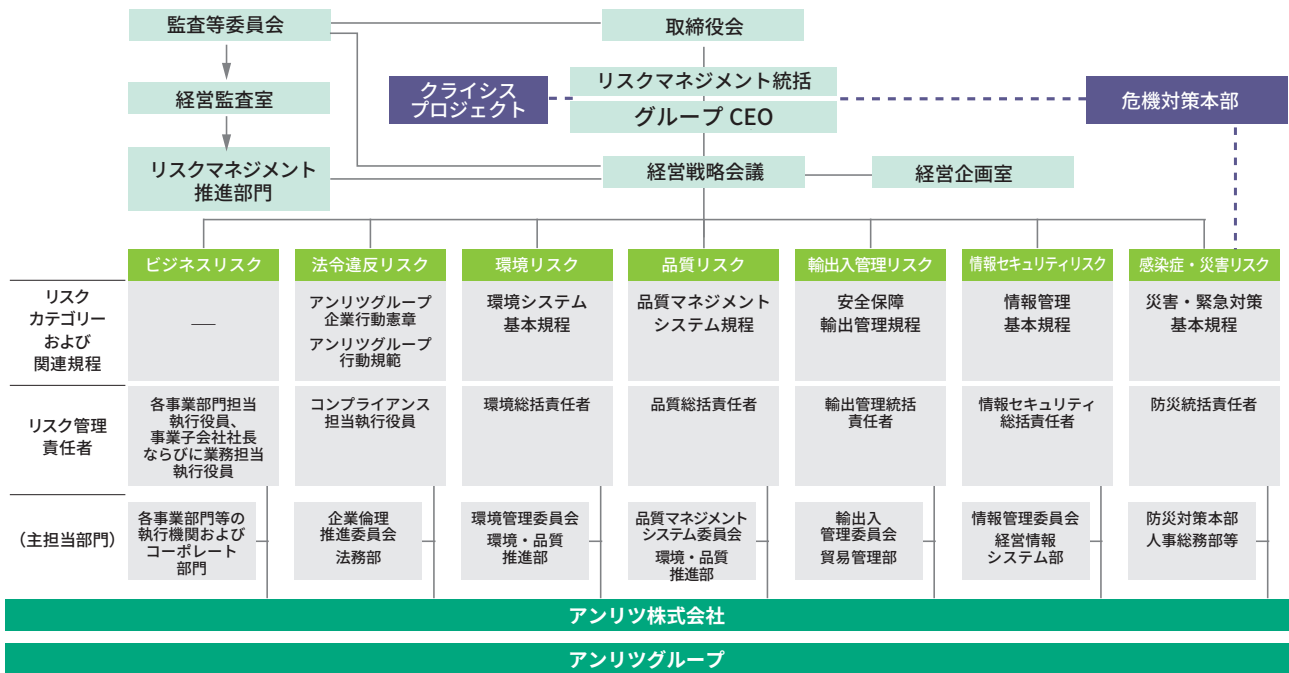 監査等委員会
取締役会
経営監査室
クライシス
プロジェクト
リスクマネジメント統括
グループ CEO
危機対策本部
リスクマネジメント
推進部門
経営戦略会議
経営企画室
ビジネスリスク
法令違反リスク
環境リスク
品質リスク
輸出入管理リスク
情報セキュリティリスク
感染症・災害リスク
リスク
カテゴリー
および
関連規程
―
アンリツグループ
企業行動憲章
アンリツグループ
行動規範
環境システム
基本規程
品質マネジメント
システム規程
安全保障
輸出管理規程
情報管理
基本規程
災害・緊急対策
基本規程
リスク管理
責任者
各事業部門担当
執行役員、
事業子会社社長
ならびに業務担当
執行役員
コンプライアンス
担当執行役員
環境総括責任者
品質総括責任者
輸出管理統括
責任者
情報セキュリティ
総括責任者
防災統括責任者
（主担当部門）
各事業部門等の
執行機関および
コーポレート
部門
企業倫理
推進委員会
法務部
環境管理委員会
環境・品質
推進部
品質マネジメント
システム委員会
環境・品質
推進部
輸出入
管理委員会
貿易管理部
情報管理委員会
経営情報
システム部
防災対策本部
人事総務部等
アンリツ株式会社
アンリツグループ